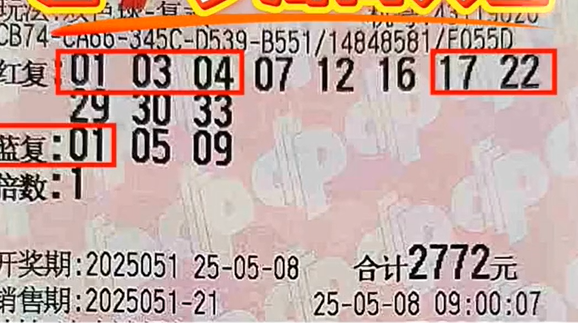 CB74-CA66-345C-D539-B551/14848581/F055D
红复:01 03 04 07 12 16 17 22
29 30 33
蓝复:01 05 09
倍数:1
开奖期:2025051 25-05-08 合计2772元
销售期:2025051-21 25-05-08 09:00:07